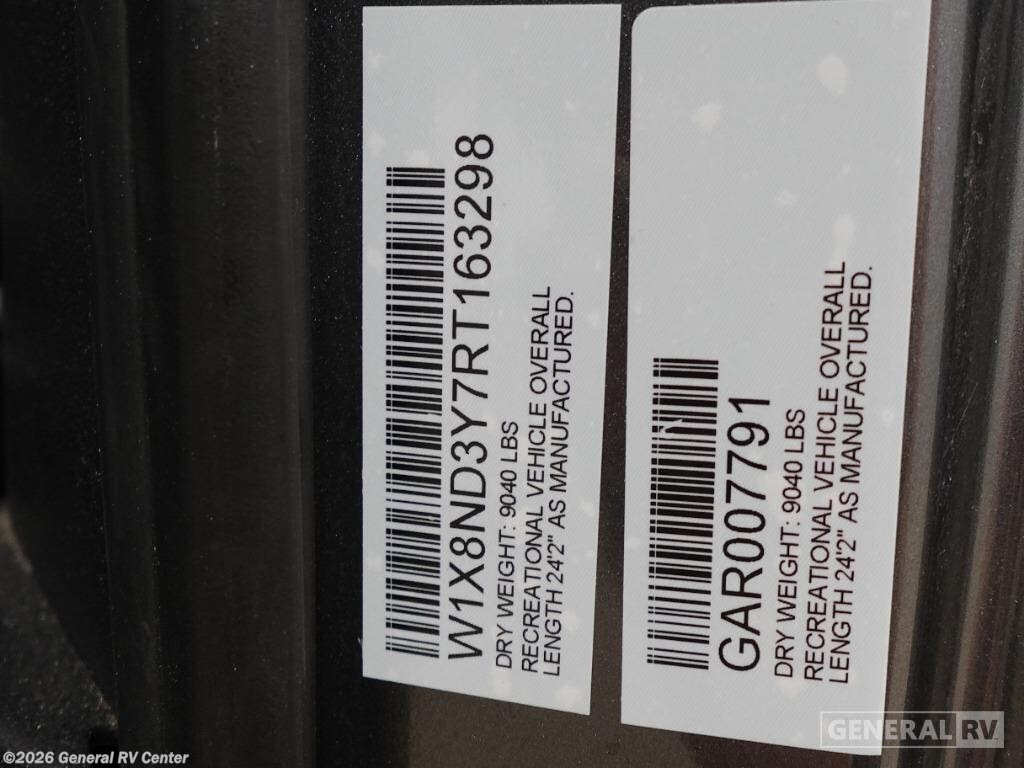 W1X8ND3Y7RT163298
DRY WEIGHT: 9040 LBS
RECREATIONAL VEHICLE OVERALL
LENGTH 24'2" AS MANUFACTURED.
GAR007791
DRY WEIGHT: 9040 LBS
RECREATIONAL VEHICLE OVERALL
LENGTH 24'2" AS MANUFACTURED.
GENERAL RV
©2026 General RV Center